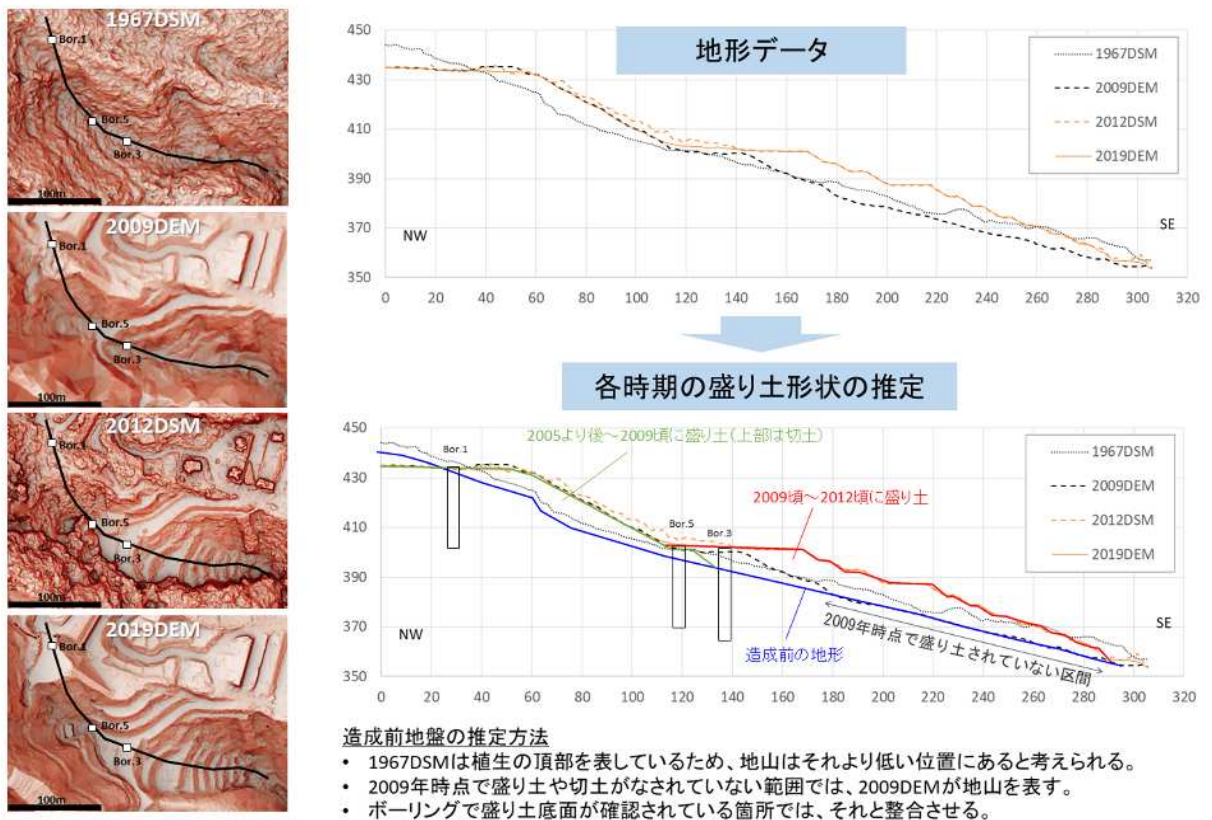 1967DSM
Bor.1
Bor.5
Bor.3
100m
2009DEM
Bor.1
Bor.5
Bor.3
100m
2012DSM
Bor.1
Bor.5
Bor.3
100m
2019DEM
Bor.1
Bor.5
Bor.3
100m
地形データ
1967DSM
2009DEM
2012DSM
2019DEM
450
430
410
390
370
350
NW
SE
0 20 40 60 80 100 120 140 160 180 200 220 240 260 280 300 320
各時期の盛り土形状の推定
450
430
410
390
370
350
2005より後～2009頃に盛り土(上部は切土)
Bor.1
Bor.5
Bor.3
2009頃～2012頃に盛り土
1967DSM
2009DEM
2012DSM
2019DEM
NW
SE
造成前の地形
2009年時点で盛り土されていない区間
0 20 40 60 80 100 120 140 160 180 200 220 240 260 280 300 320
造成前地盤の推定方法
• 1967DSMは植生の頂部を表しているため、地山はそれより低い位置にあると考えられる。
• 2009年時点で盛り土や切土がなされていない範囲では、2009DEMが地山を表す。
• ボーリングで盛り土底面が確認されている箇所では、それと整合させる。